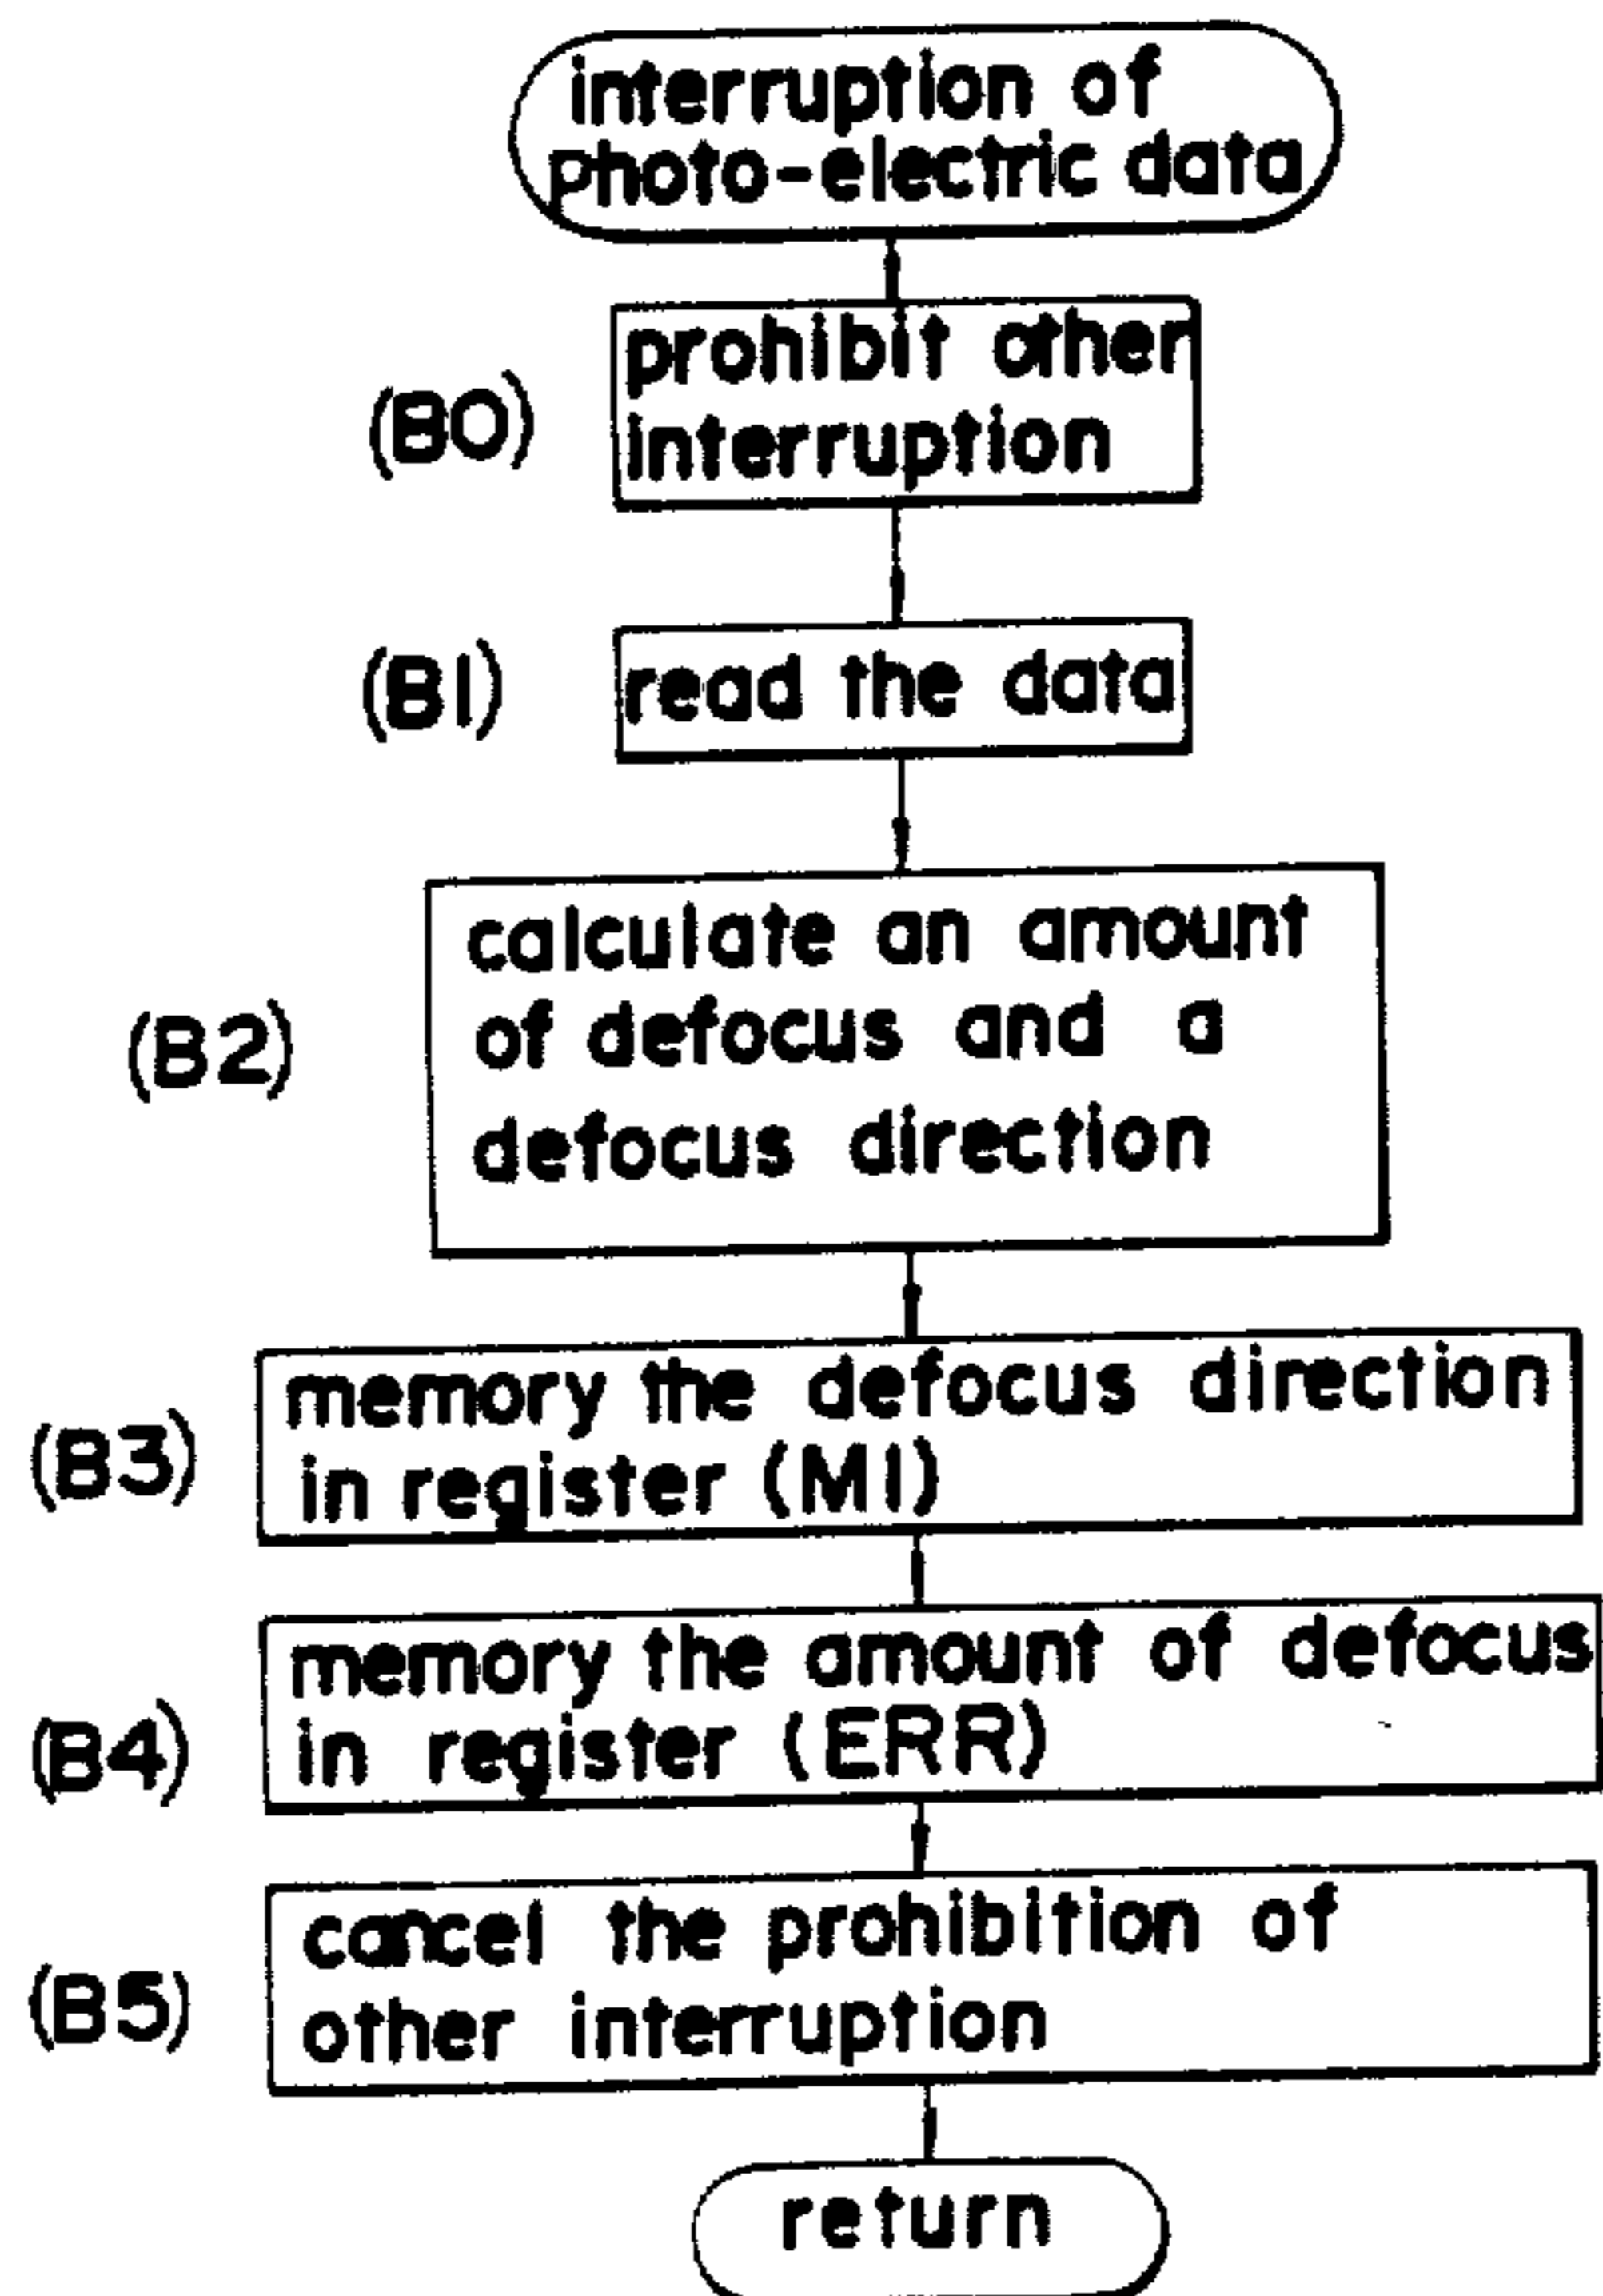 interruption of
photo-electric data
(B0)
prohibit other
interruption
(B1)
read the data
(B2)
calculate an amount
of defocus and a
defocus direction
(B3)
memory the defocus direction
in register (M1)
(B4)
memory the amount of defocus
in register (ERR)
(B5)
cancel the prohibition of
other interruption
return